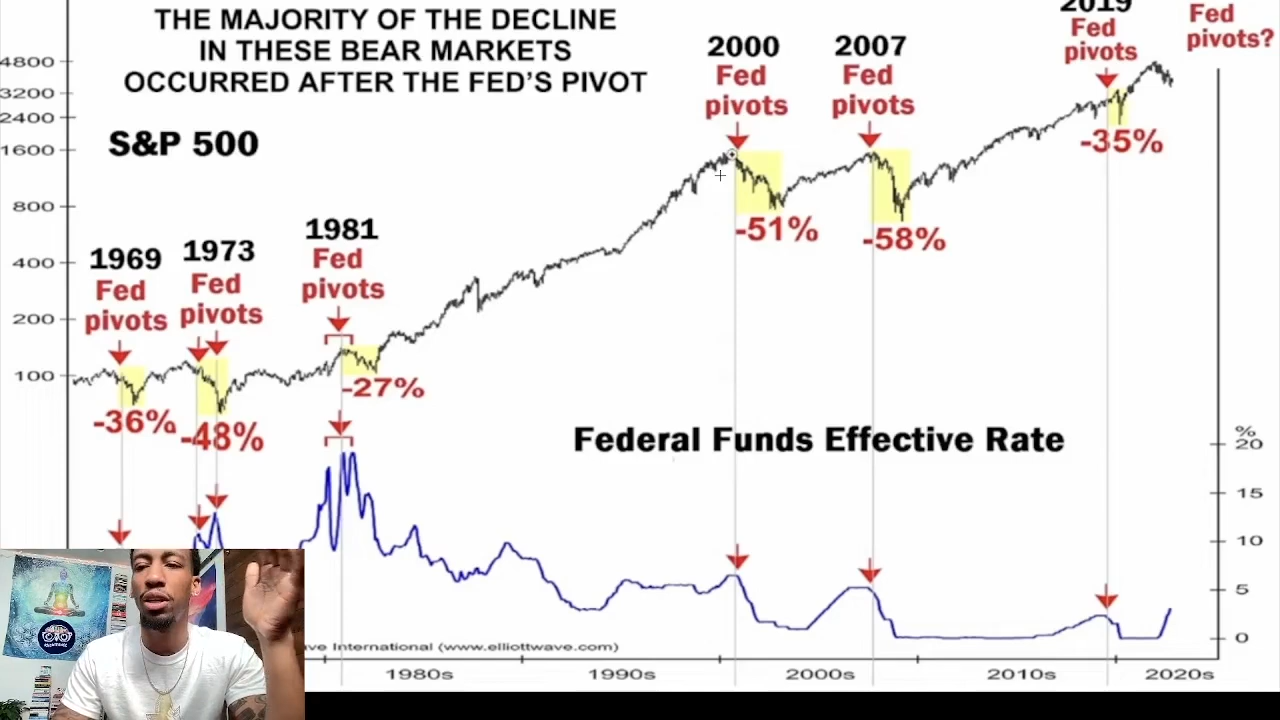 THE MAJORITY OF THE DECLINE
IN THESE BEAR MARKETS
OCCURRED AFTER THE FED'S PIVOT
S&P 500
2019
Fed
pivots
Fed
pivots?
2000
Fed
pivots
2007
Fed
pivots
4800
3200
2400
1600
800
400
200
100
-35%
-51%
-58%
1969
Fed
pivots
1973
Fed
pivots
1981
Fed
pivots
-36%
-48%
-27%
Federal Funds Effective Rate
%
20
15
10
5
0
ve International (www.elliottwave.com)
1980s
1990s
2000s
2010s
2020s